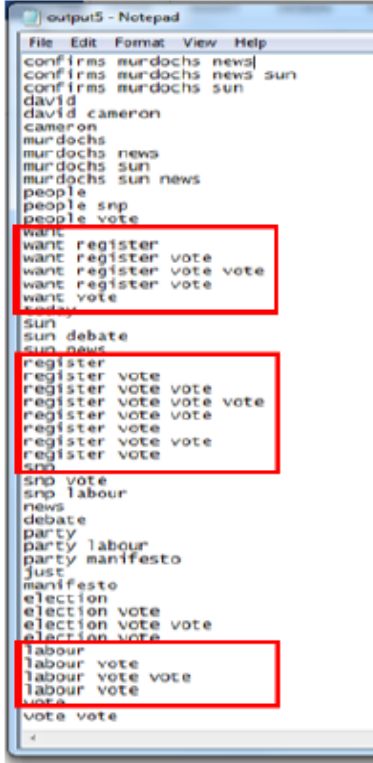 output5 - Notepad
File Edit Format View Help
confirms murdochs news
confirms murdochs news sun
confirms murdochs sun
david
david cameron
cameron
murdochs
murdochs news
murdochs sun
murdochs sun news
people
people snp
people vote
want
want register
want register vote
want register vote vote
want register vote
want vote
today
sun
sun debate
sun news
register
register vote
register vote vote
register vote vote vote
register vote vote
register vote
register vote vote
register vote
snp
snp vote
snp labour
news
debate
party
party labour
party manifesto
just
manifesto
election
election vote
election vote vote
election vote
labour
labour vote
labour vote vote
labour vote
vote
vote vote